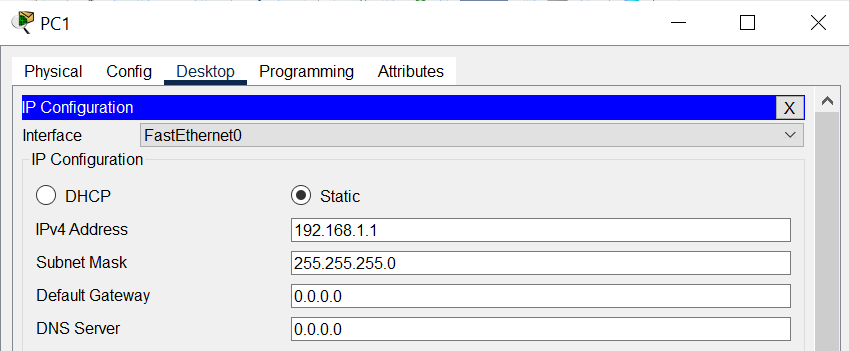 PC1
Physical Config Desktop Programming Attributes
IP Configuration X
Interface FastEthernet0
IP Configuration
DHCP Static
IPv4 Address 192.168.1.1
Subnet Mask 255.255.255.0
Default Gateway 0.0.0.0
DNS Server 0.0.0.0